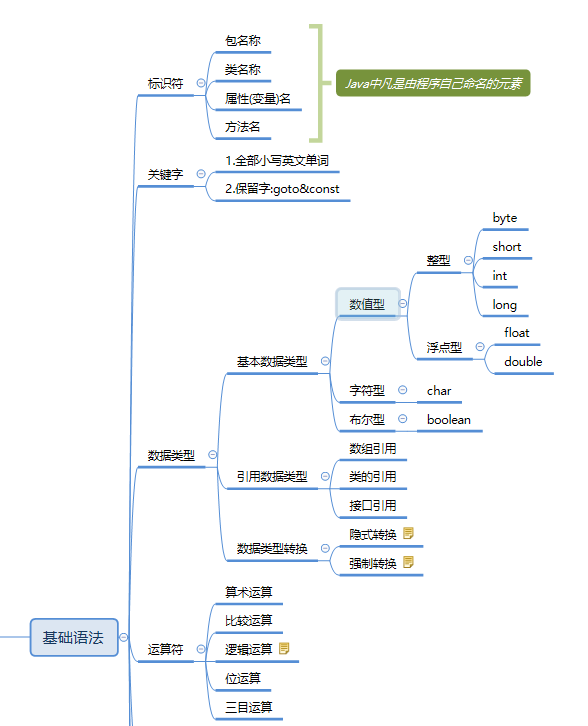 包名称
类名称
标识符
属性(变量)名
方法名
Java中凡是由程序自己命名的元素
关键字
1.全部小写英文单词
2.保留字:goto&const
byte
short
整型
int
long
数值型
float
浮点型
double
基本数据类型
字符型
char
布尔型
boolean
数据类型
数组引用
引用数据类型
类的引用
接口引用
隐式转换
数据类型转换
强制转换
基础语法
算术运算
比较运算
运算符
逻辑运算
位运算
三目运算